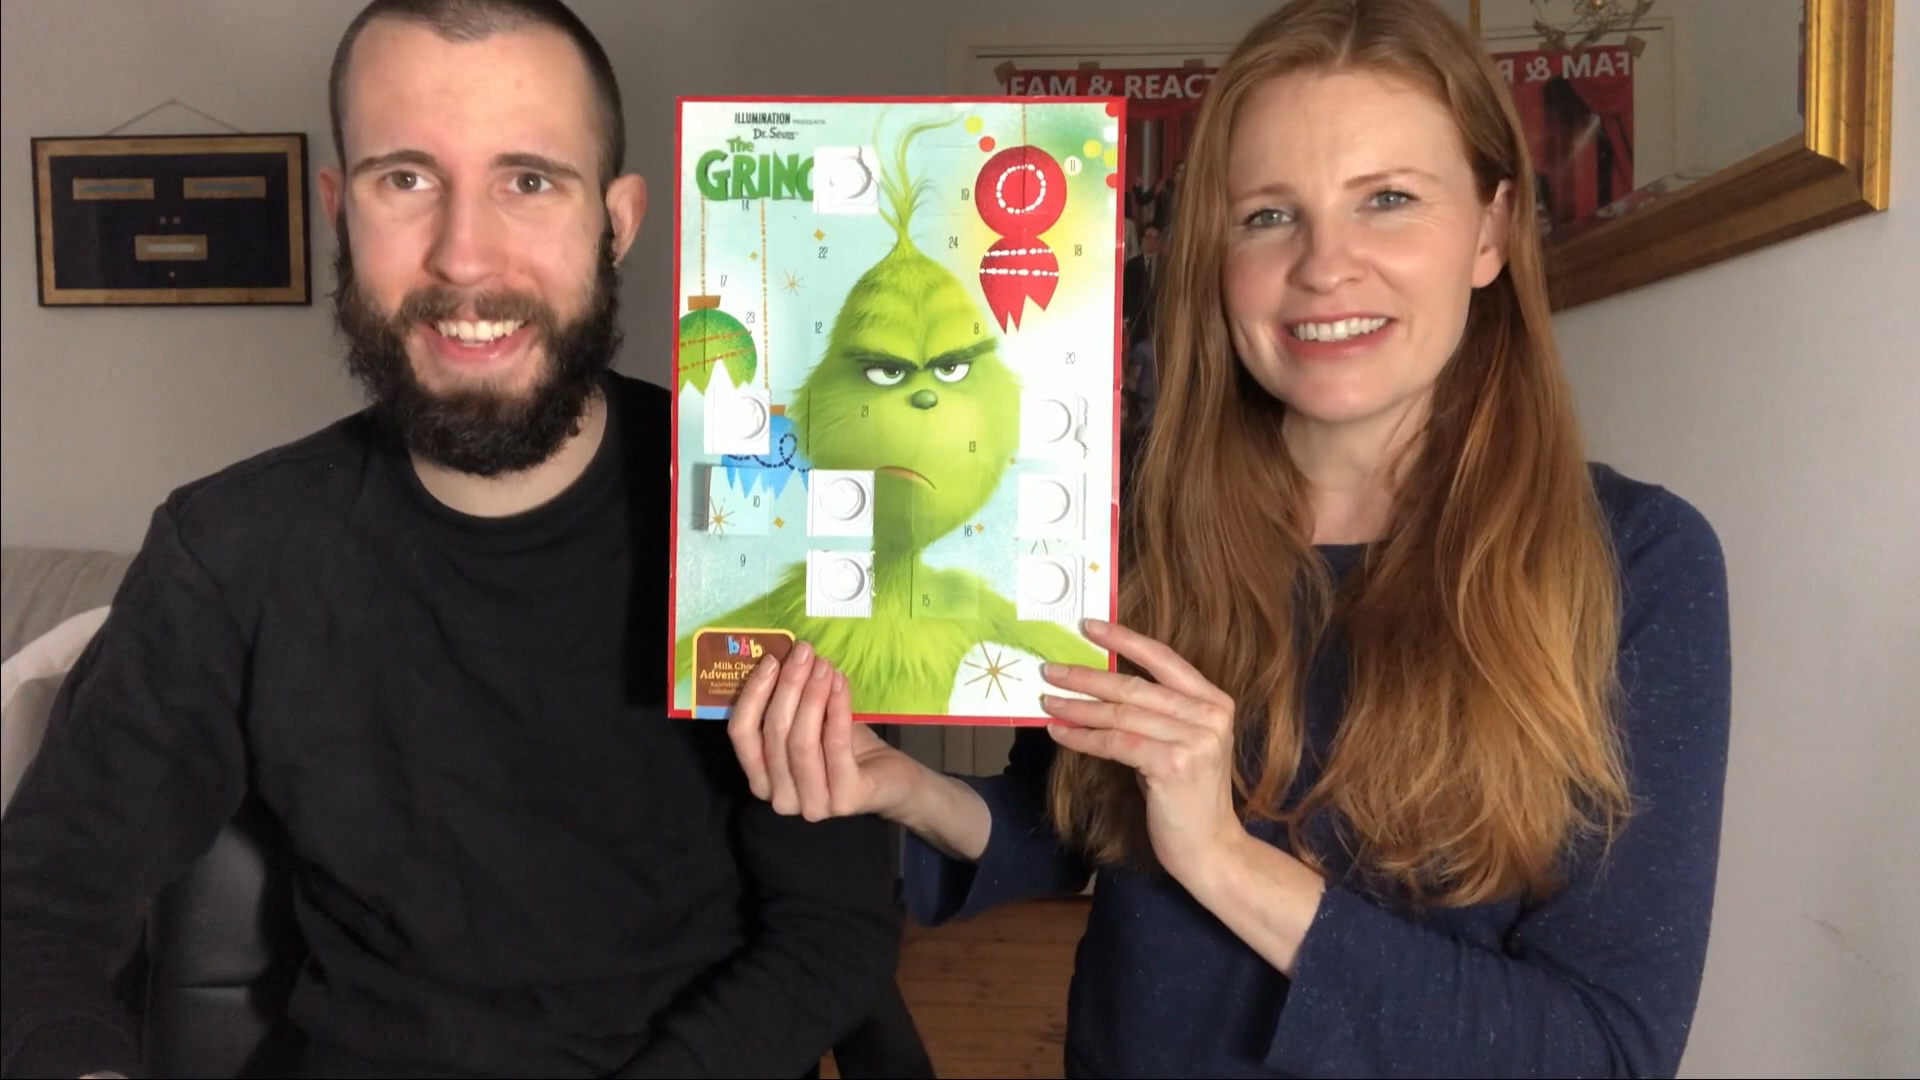 FAM & REACT
FAM &
ILLUMINATION PRESENTS
Dr. Seuss'
The
GRINC
11
19
14
24
18
22
17
23
12
8
20
21
13
10
16
9
15
bbb
Milk Choc
Advent C